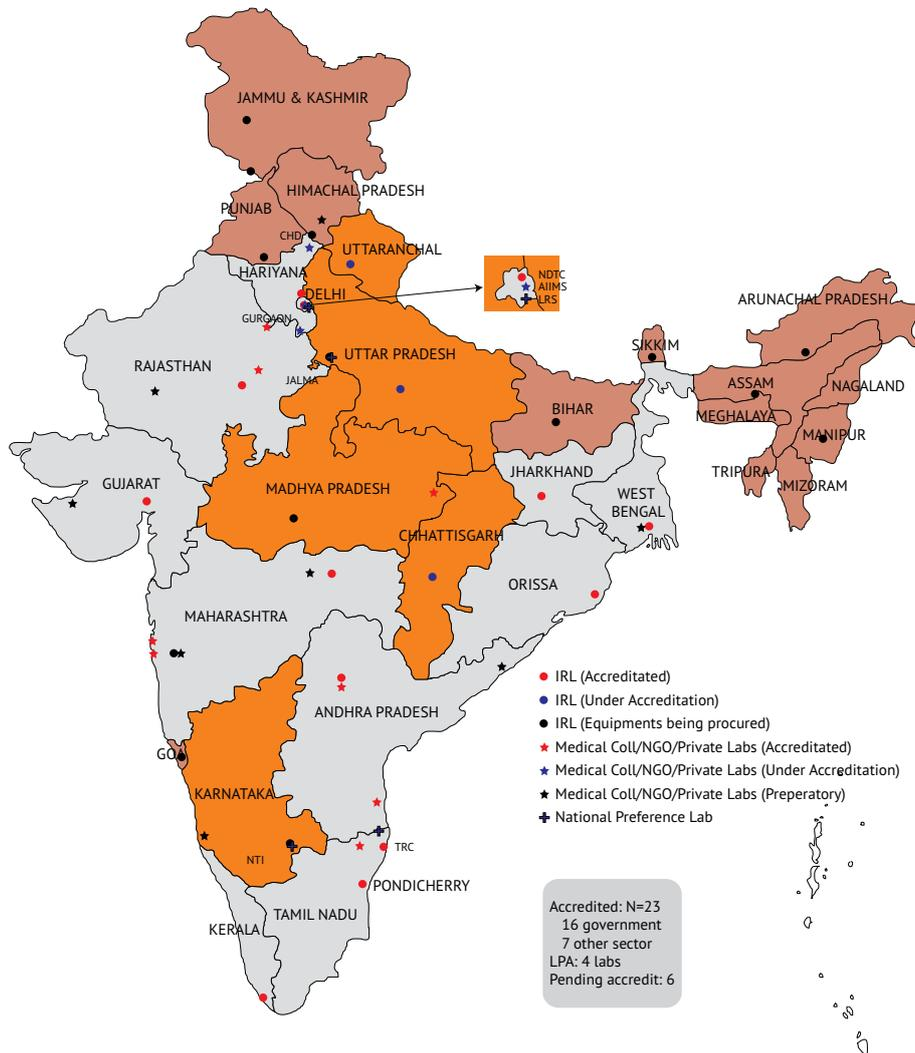 JAMMU & KASHMIR
HIMACHAL PRADESH
PUNJAB
CHD
UTTARANCHAL
HARIYANA
DELHI
NDTC
AIIMS
LRS
GURGAON
ARUNACHAL PRADESH
SIKKIM
UTTAR PRADESH
RAJASTHAN
JALMA
ASSAM
NAGALAND
BIHAR
MEGHALAYA
MANIPUR
JHARKHAND
TRIPURA
MIZORAM
GUJARAT
MADHYA PRADESH
WEST
BENGAL
CHHATTISGARH
ORISSA
MAHARASHTRA
IRL (Accreditated)
IRL (Under Accreditation)
IRL (Equipments being procured)
Medical Coll/NGO/Private Labs (Accreditated)
Medical Coll/NGO/Private Labs (Under Accreditation)
Medical Coll/NGO/Private Labs (Preperatory)
National Preference Lab
ANDHRA PRADESH
GOA
KARNATAKA
NTI
TRC
PONDICHERRY
TAMIL NADU
KERALA
Accredited: N=23
16 government
7 other sector
LPA: 4 labs
Pending accredit: 6